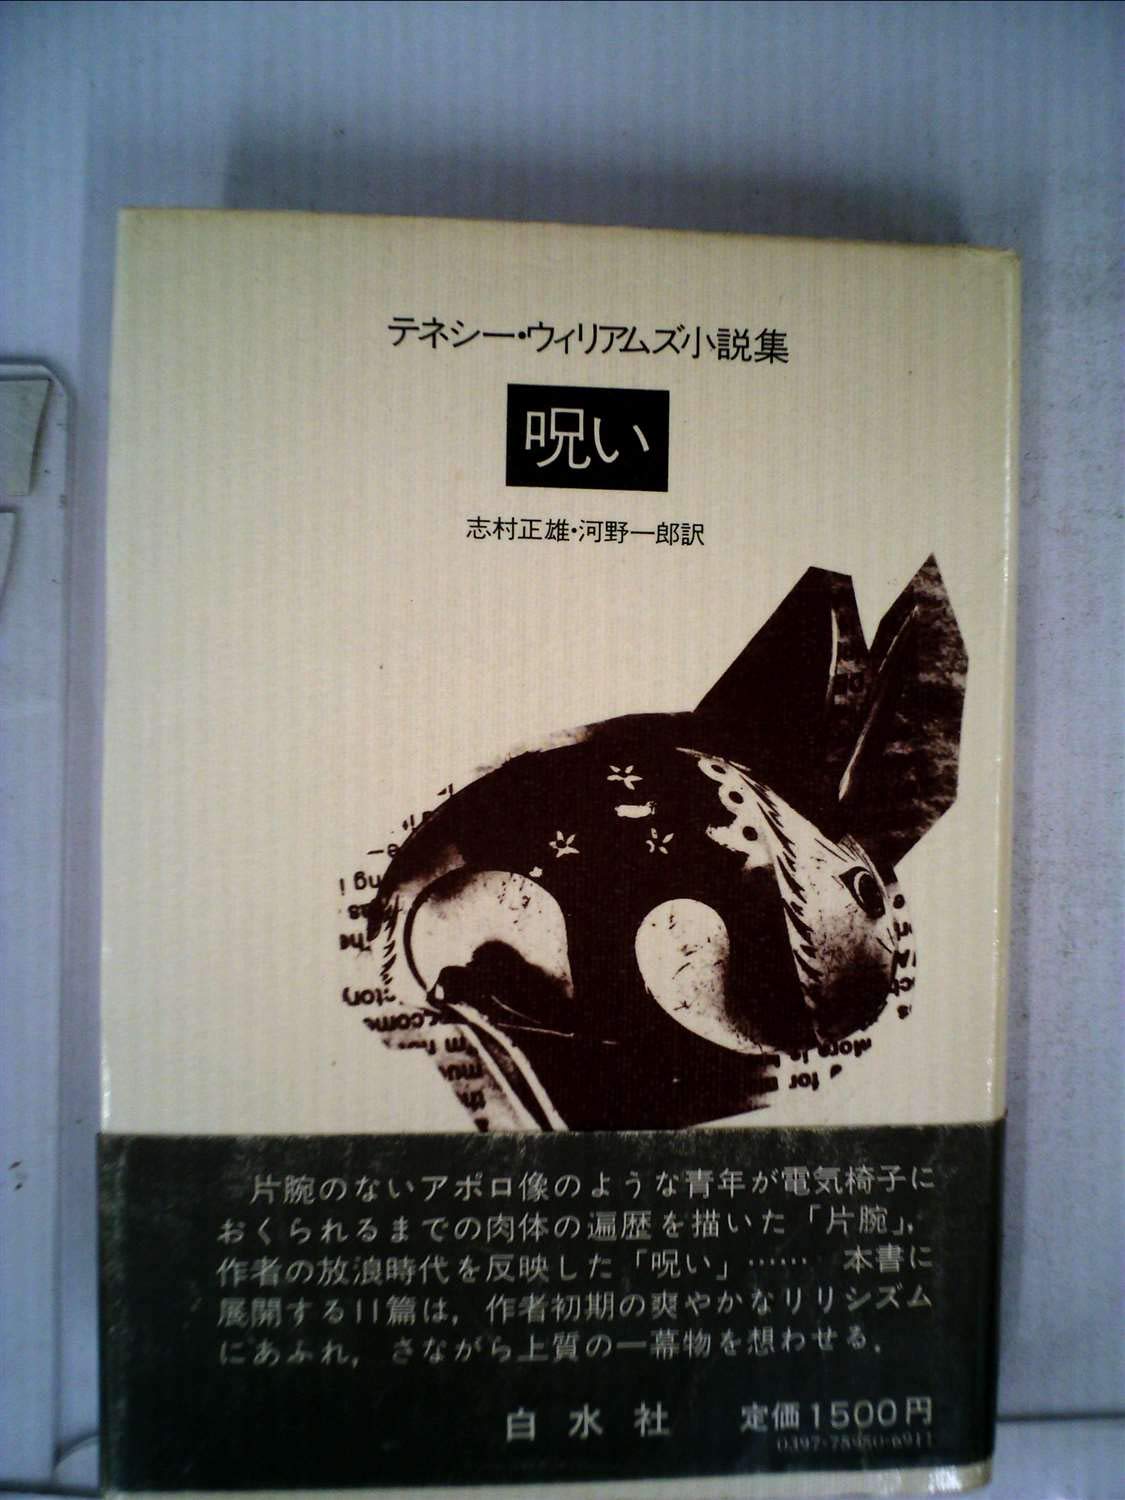 テネシー・ウィリアムズ小説集
呪い
志村正雄・河野一郎訳
片腕のないアポロ像のような青年が電気椅子に
おくられるまでの肉体の遍歴を描いた「片腕」,
作者の放浪時代を反映した「呪い」…… 本書に
展開する11篇は, 作者初期の爽やかなリリシズム
にあふれ, さながら上質の一幕物を想わせる.
白水社 定価1500円
0397-78980-6911